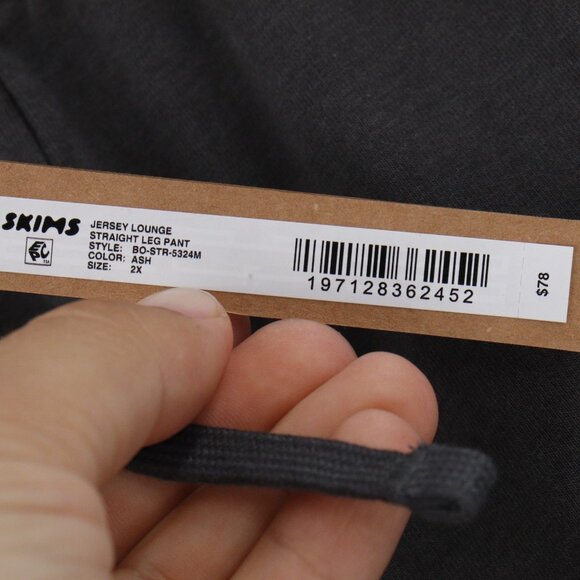 SKIMS
JERSEY LOUNGE
STRAIGHT LEG PANT
STYLE: BO-STR-5324M
COLOR: ASH
SIZE: 2X
197128362452
$78